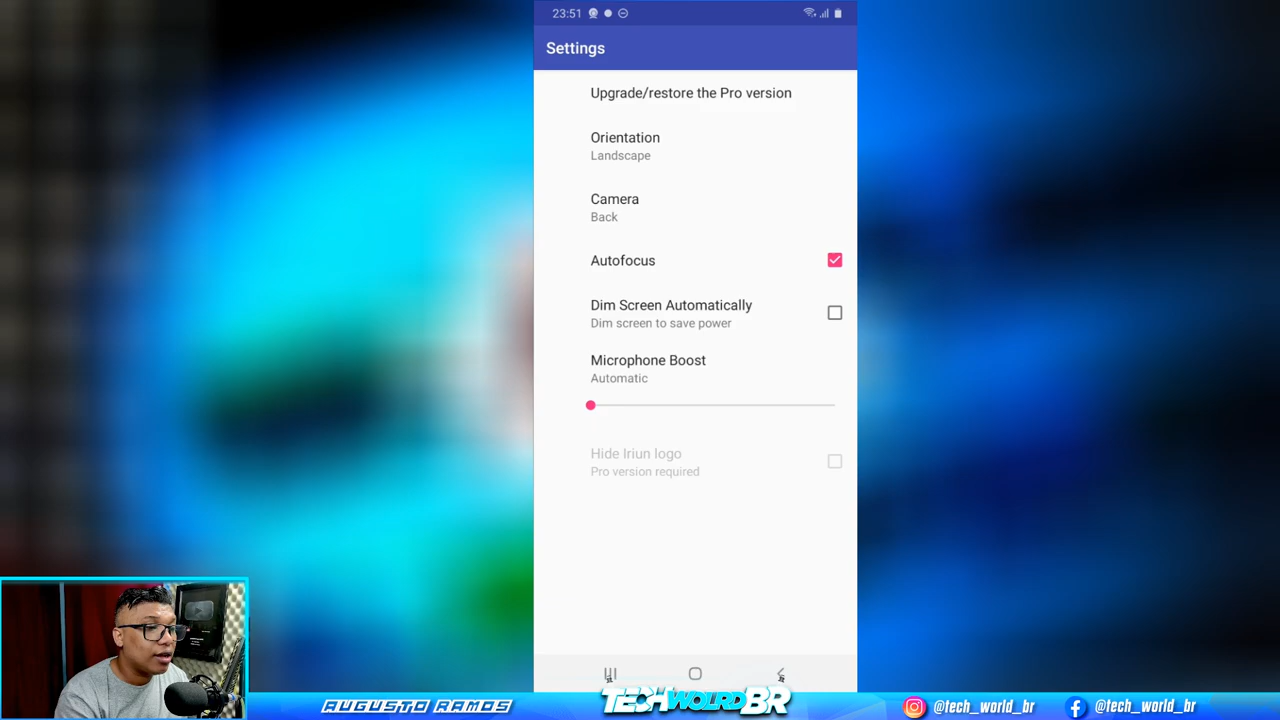 23:51
Settings
Upgrade/restore the Pro version
Orientation
Landscape
Camera
Back
Autofocus
Dim Screen Automatically
Dim screen to save power
Microphone Boost
Automatic
Hide Iriun logo
Pro version required
AUGUSTO RAMOS
TECHWOLRDBR
@tech_world_br
@tech_world_br